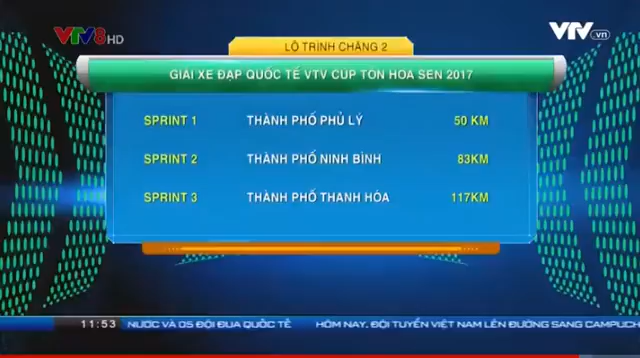 VTV8 HD
VTV.vn
LỘ TRÌNH CHẶNG 2
GIẢI XE ĐẠP QUỐC TẾ VTV CUP TÔN HOA SEN 2017
SPRINT 1 THÀNH PHỐ PHỦ LÝ 50 KM
SPRINT 2 THÀNH PHỐ NINH BÌNH 83KM
SPRINT 3 THÀNH PHỐ THANH HÓA 117KM
11:53 NƯỚC VÀ 05 ĐỘI ĐUA QUỐC TẾ HÔM NAY, ĐỘI TUYỂN VIỆT NAM LÊN ĐƯỜNG SANG CAMPUCH